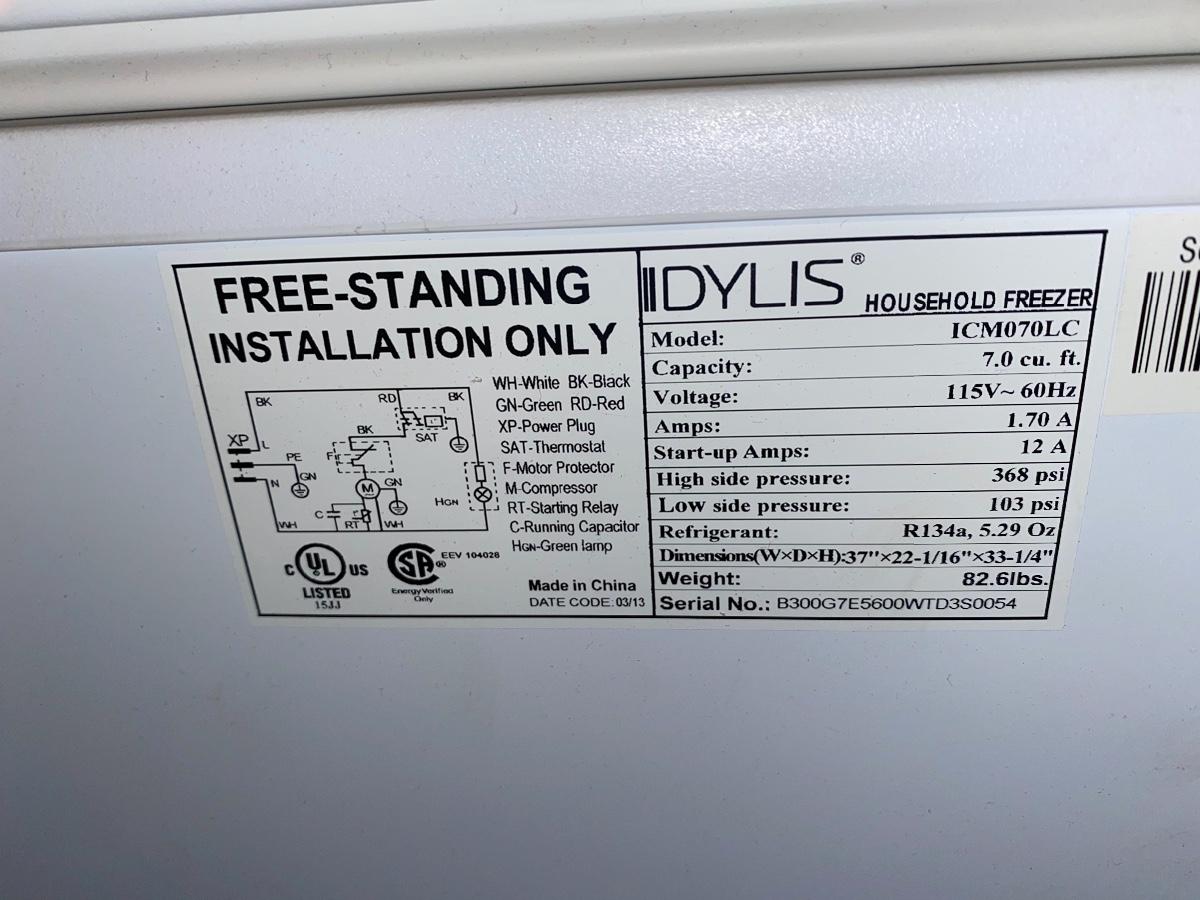 FREE-STANDING
INSTALLATION ONLY
WH-White BK-Black
GN-Green RD-Red
XP-Power Plug
SAT-Thermostat
F-Motor Protector
M-Compressor
RT-Starting Relay
C-Running Capacitor
HGN-Green lamp
BK
RD
BK
XP
L
SAT
BK
PE
F
GN
N
M
GN
HGN
C
RT
WH
WH
C UL US
LISTED
15JJ
SA®
EEV 104028
Energy Verified
Only
Made in China
DATE CODE: 03/13
IDYLIS® HOUSEHOLD FREEZER
Model: ICM070LC
Capacity: 7.0 cu. ft.
Voltage: 115V~ 60Hz
Amps: 1.70 A
Start-up Amps: 12 A
High side pressure: 368 psi
Low side pressure: 103 psi
Refrigerant: R134a, 5.29 Oz
Dimensions(W×D×H):37"×22-1/16"×33-1/4"
Weight: 82.6lbs.
Serial No.: B300G7E5600WTD3S0054